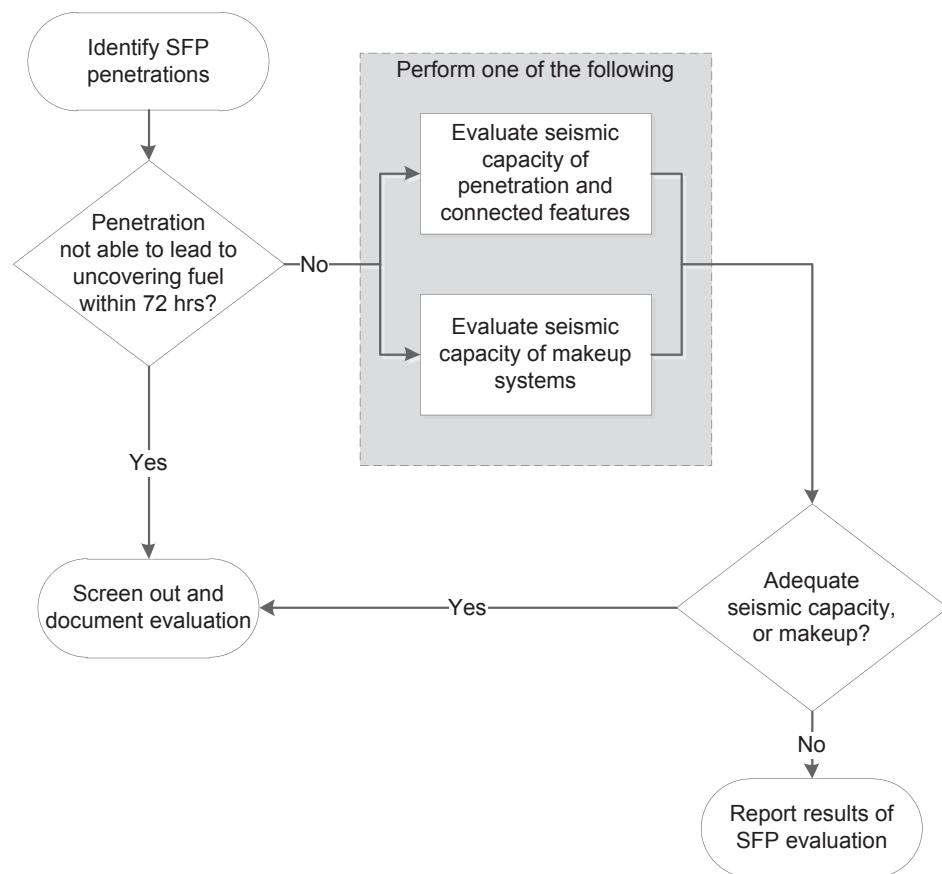 Identify SFP
penetrations
Perform one of the following
Evaluate seismic
capacity of
penetration and
connected features
Penetration
not able to lead to
uncovering fuel
within 72 hrs?
No
Evaluate seismic
capacity of makeup
systems
Yes
Screen out and
document evaluation
Yes
Adequate
seismic capacity,
or makeup?
No
Report results of
SFP evaluation